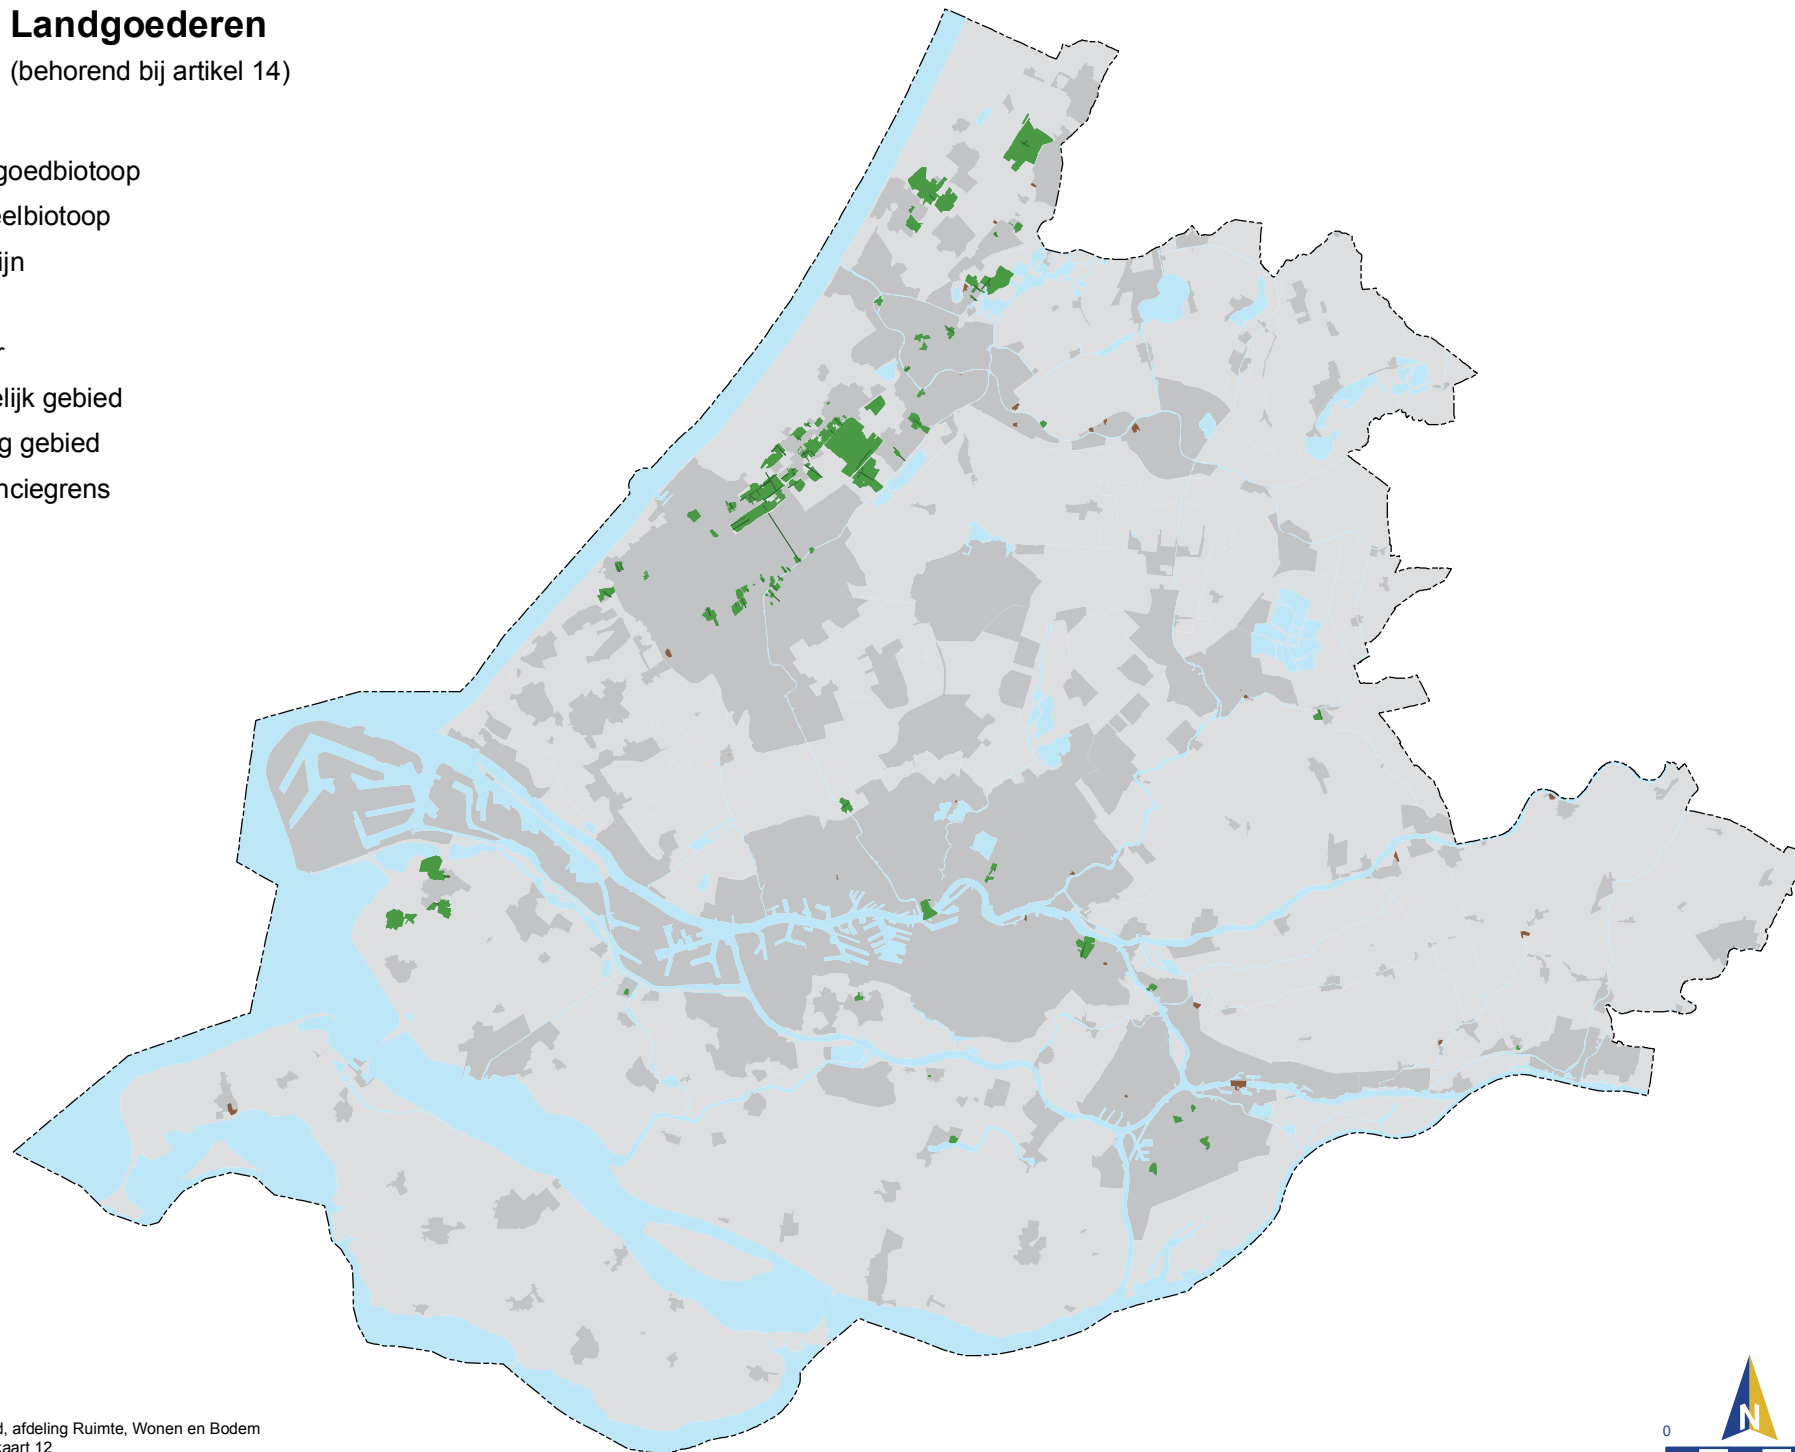 Landgoederen
(behorend bij artikel 14)
goedbiotoop
eelbiotoop
ijn
r
elijk gebied
g gebied
nciegrens
d, afdeling Ruimte, Wonen en Bodem
kaart 12
0
N